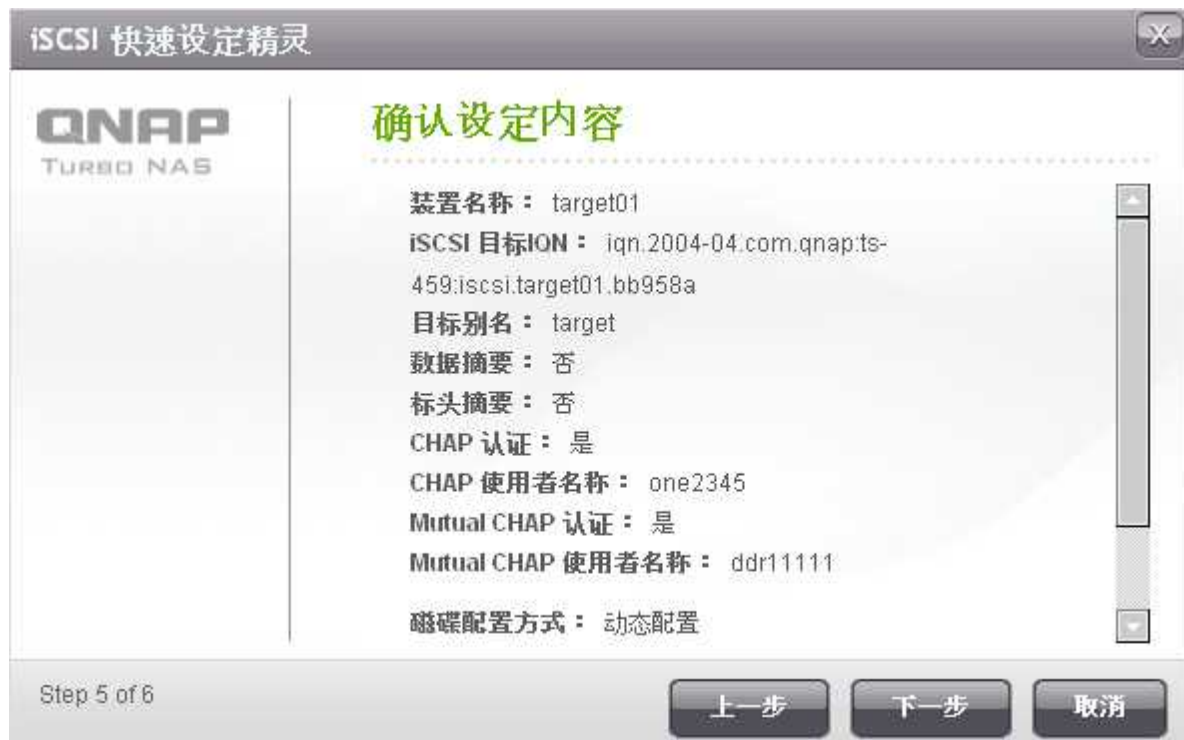 iSCSI 快速设定精灵
QNAP
TURBO NAS
确认设定内容
装置名称： target01
iSCSI 目标IQN： iqn.2004-04.com.qnap:ts-
459:iscsi.target01.bb958a
目标别名： target
数据摘要： 否
标头摘要： 否
CHAP 认证： 是
CHAP 使用者名称： one2345
Mutual CHAP 认证： 是
Mutual CHAP 使用者名称： ddr11111
磁碟配置方式： 动态配置
Step 5 of 6
上一步
下一步
取消